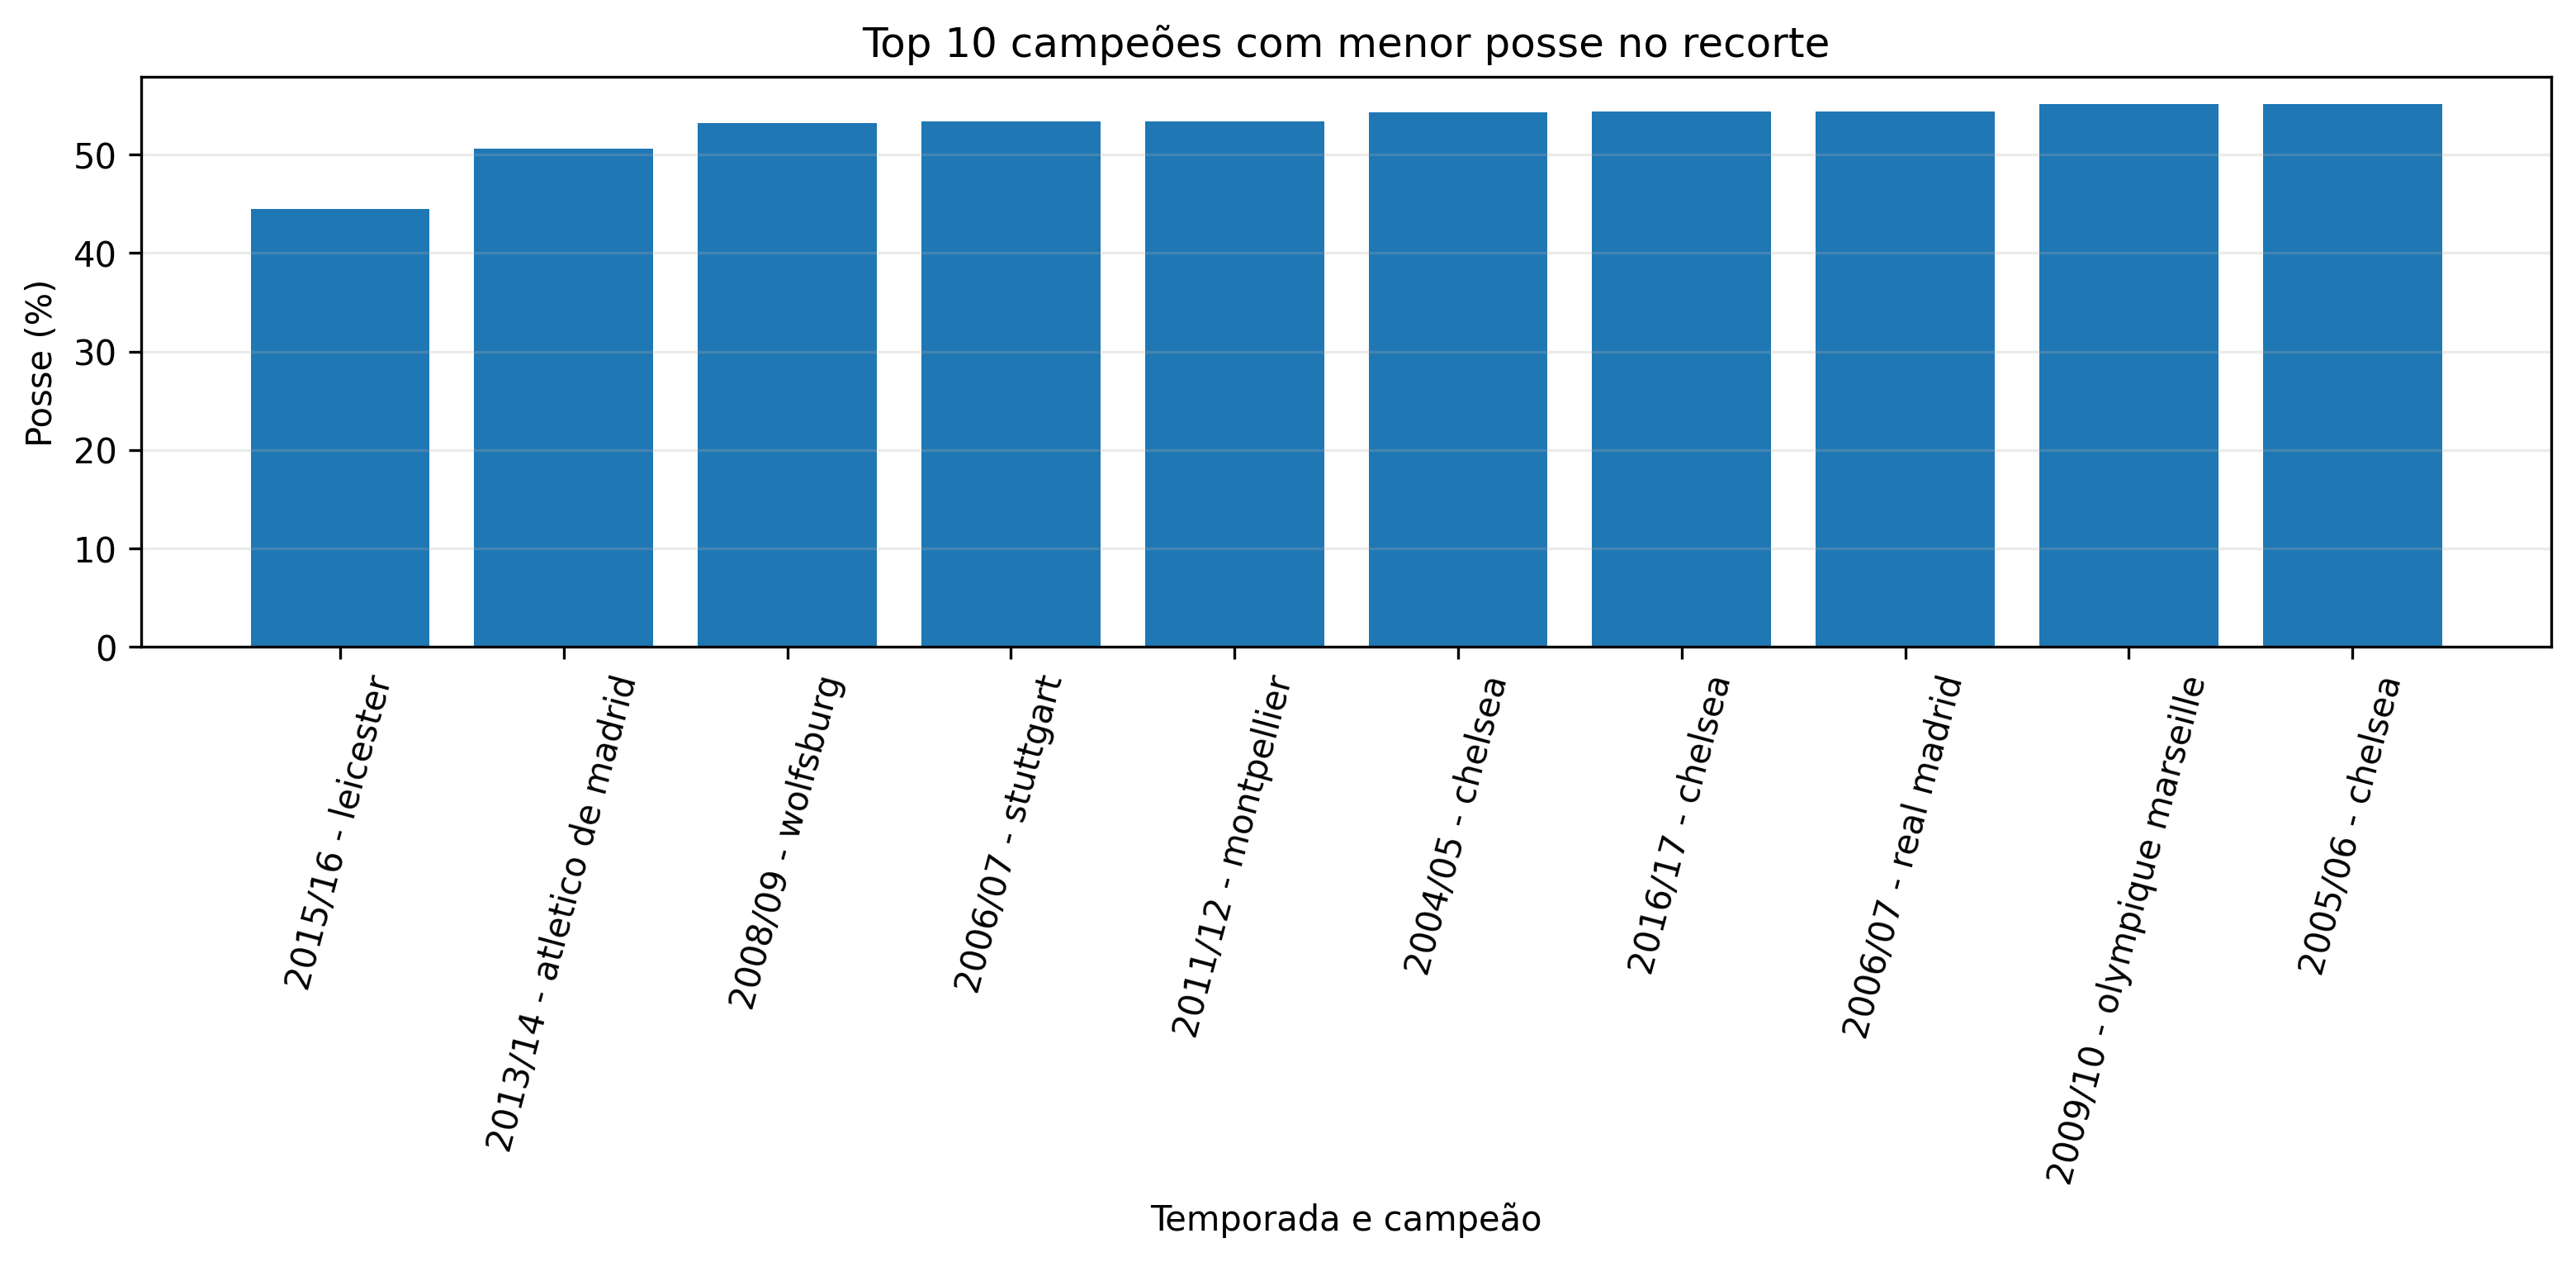 Top 10 campeões com menor posse no recorte
Posse (%)
50
40
30
20
10
0
2015/16 - leicester
2013/14 - atletico de madrid
2008/09 - wolfsburg
2006/07 - stuttgart
2011/12 - montpellier
2004/05 - chelsea
2016/17 - chelsea
2006/07 - real madrid
2009/10 - olympique marseille
2005/06 - chelsea
Temporada e campeão